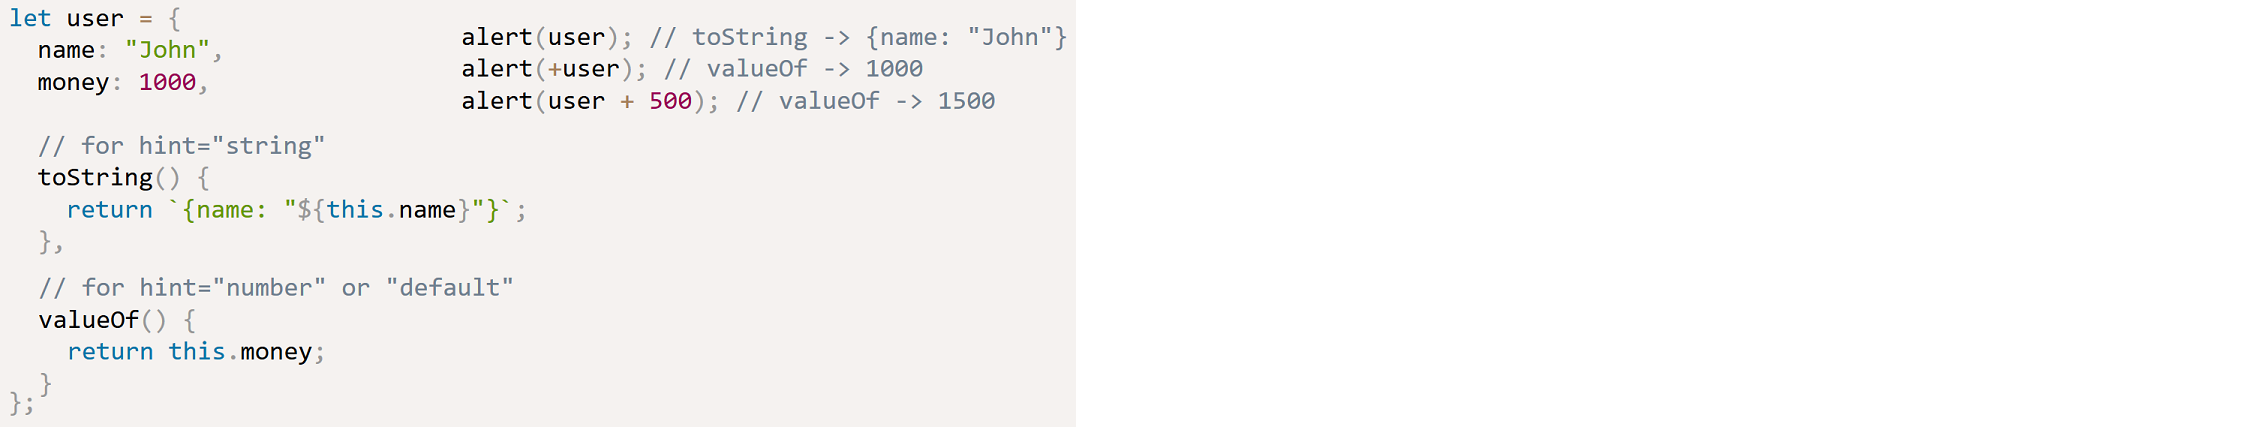 let user = {
  name: "John",
  money: 1000,
  // for hint="string"
  toString() {
    return `{name: "${this.name}"}`;
  },
  // for hint="number" or "default"
  valueOf() {
    return this.money;
  }
};
alert(user); // toString -> {name: "John"}
alert(+user); // valueOf -> 1000
alert(user + 500); // valueOf -> 1500